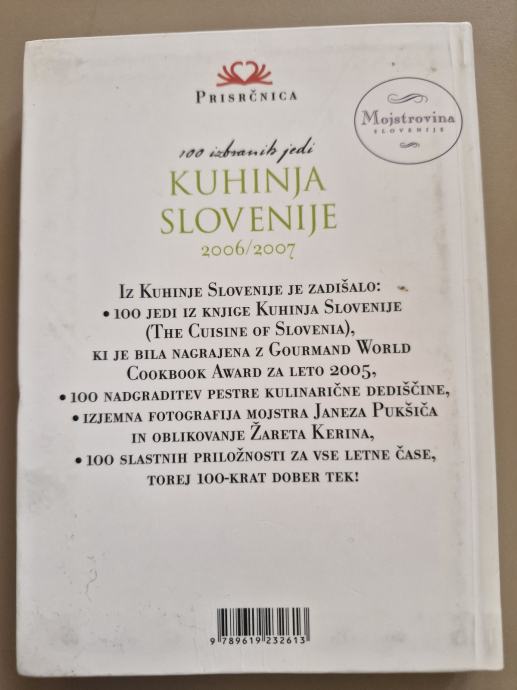 Prisrčnica
Mojstrovina
SLOVENIJE
100 izbranih jedi
KUHINJA
SLOVENIJE
2006/2007
Iz Kuhinje Slovenije je zadišalo:
• 100 jedi iz knjige Kuhinja Slovenije
(The Cuisine of Slovenia),
ki je bila nagrajena z Gourmand World
Cookbook Award za leto 2005,
• 100 nadgraditev pestre kulinarične dediščine,
• izjemna fotografija mojstra Janeza Pukšiča
in oblikovanje Žareta Kerina,
• 100 slastnih priložnosti za vse letne čase,
torej 100-krat dober tek!
9 789619 232613